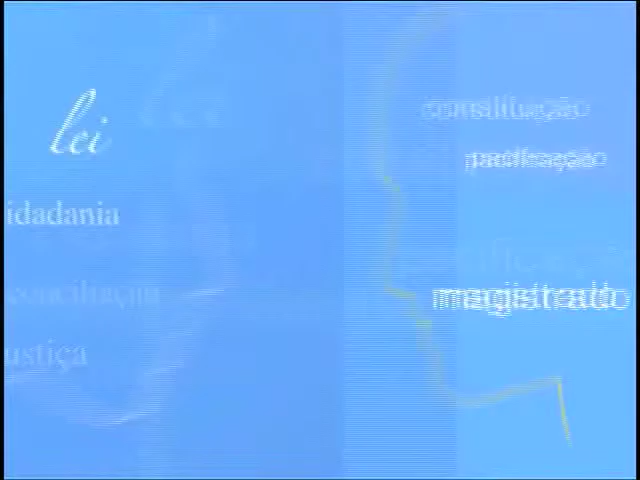 lei
constituição
pacificação
idadania
conciliação
magistrado
ustiça